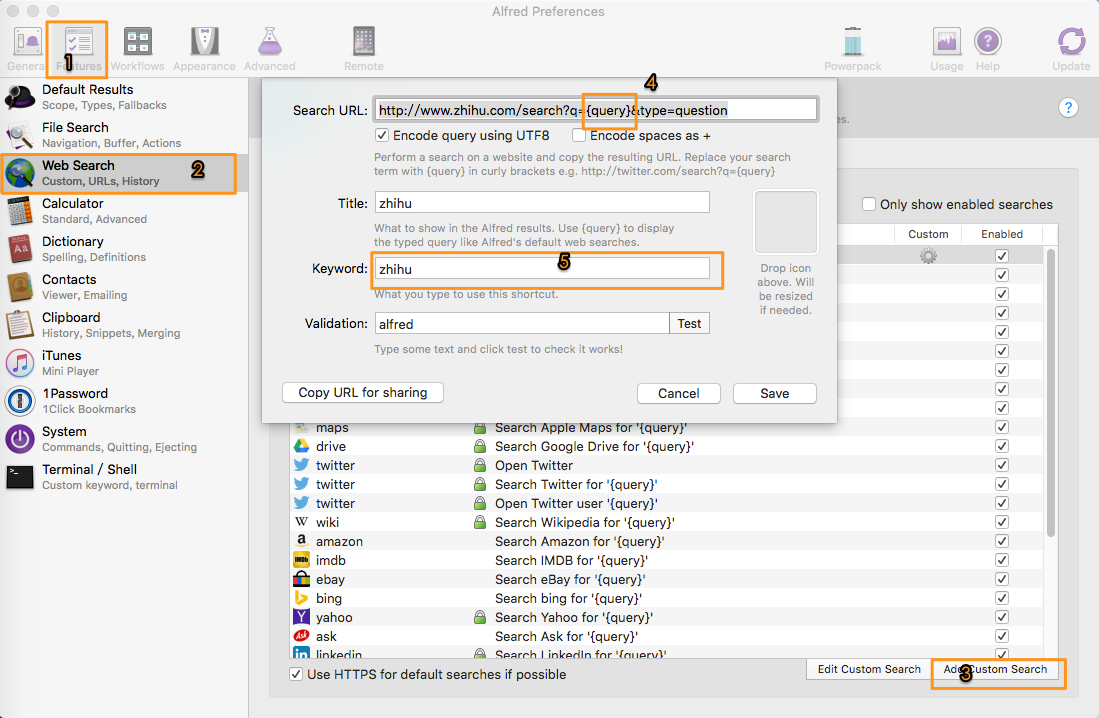 Alfred Preferences
General
Features
Workflows
Appearance
Advanced
Remote
Powerpack
Usage
Help
Update
1
Default Results
Scope, Types, Fallbacks
File Search
Navigation, Buffer, Actions
Web Search
Custom, URLs, History
2
Calculator
Standard, Advanced
Dictionary
Spelling, Definitions
Contacts
Viewer, Emailing
Clipboard
History, Snippets, Merging
iTunes
Mini Player
1Password
1Click Bookmarks
System
Commands, Quitting, Ejecting
Terminal / Shell
Custom keyword, terminal
4
Search URL: http://www.zhihu.com/search?q={query}&type=question
Encode query using UTF8 Encode spaces as +
Perform a search on a website and copy the resulting URL. Replace your search
term with {query} in curly brackets e.g. http://twitter.com/search?q={query}
Title: zhihu
What to show in the Alfred results. Use {query} to display
the typed query like Alfred's default web searches.
Keyword: zhihu
5
What you type to use this shortcut.
Validation: alfred Test
Type some text and click test to check it works!
Drop icon
above. Will
be resized
if needed.
Copy URL for sharing Cancel Save
es.
?
Only show enabled searches
Custom Enabled
maps Search Apple Maps for '{query}'
drive Search Google Drive for '{query}'
twitter Open Twitter
twitter Search Twitter for '{query}'
twitter Open Twitter user '{query}'
W wiki Search Wikipedia for '{query}'
a amazon Search Amazon for '{query}'
IMDb imdb Search IMDB for '{query}'
ebay Search eBay for '{query}'
bing Search bing for '{query}'
Y yahoo Search Yahoo for '{query}'
Ask ask Search Ask for '{query}'
in linkedin Search LinkedIn for '{query}'
Use HTTPS for default searches if possible
Edit Custom Search
Add Custom Search
3